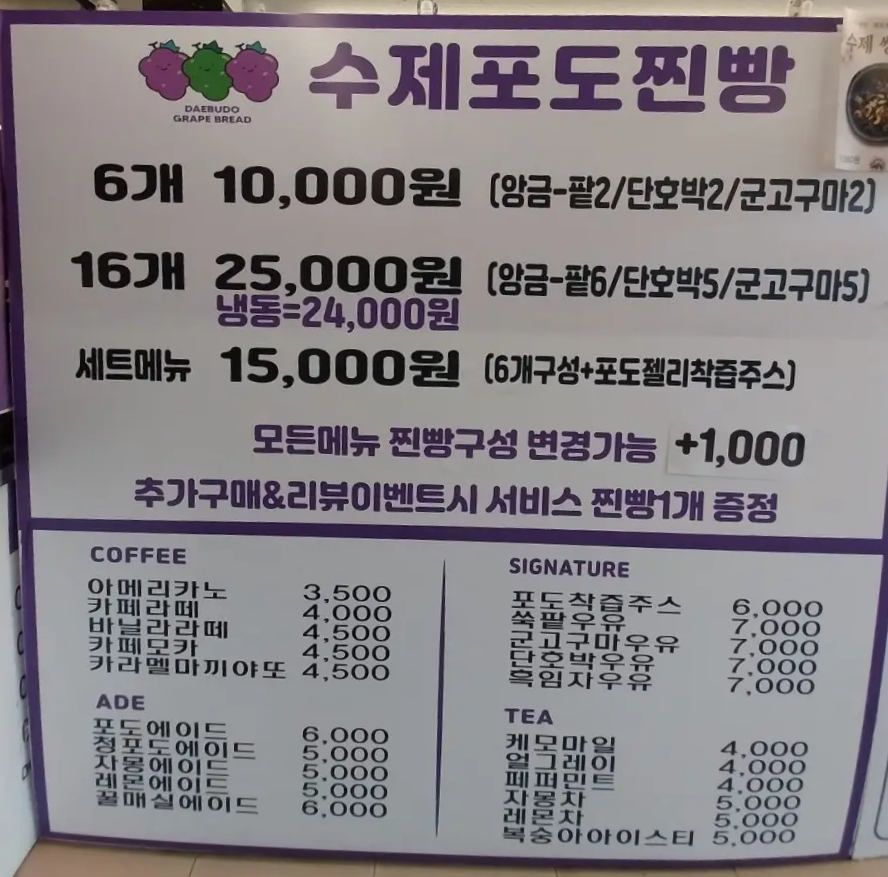 DAEBUDO
GRAPE BREAD
수제포도찐빵
수제
6개 10,000원 (앙금-팥2/단호박2/군고구마2)
16개 25,000원 (앙금-팥6/단호박5/군고구마5)
냉동=24,000원
세트메뉴 15,000원 (6개구성+포도젤리착즙주스)
모든메뉴 찐빵구성 변경가능 +1,000
추가구매&리뷰이벤트시 서비스 찐빵1개 증정
COFFEE
아메리카노 3,500
카페라떼 4,000
바닐라라떼 4,500
카페모카 4,500
카라멜마끼야또 4,500
ADE
포도에이드 6,000
청포도에이드 5,000
자몽에이드 5,000
레몬에이드 5,000
꿀매실에이드 6,000
SIGNATURE
포도착즙주스 6,000
쑥팥우유 7,000
군고구마우유 7,000
단호박우유 7,000
흑임자우유 7,000
TEA
케모마일 4,000
얼그레이 4,000
페퍼민트 4,000
자몽차 5,000
레몬차 5,000
복숭아아이스티 5,000